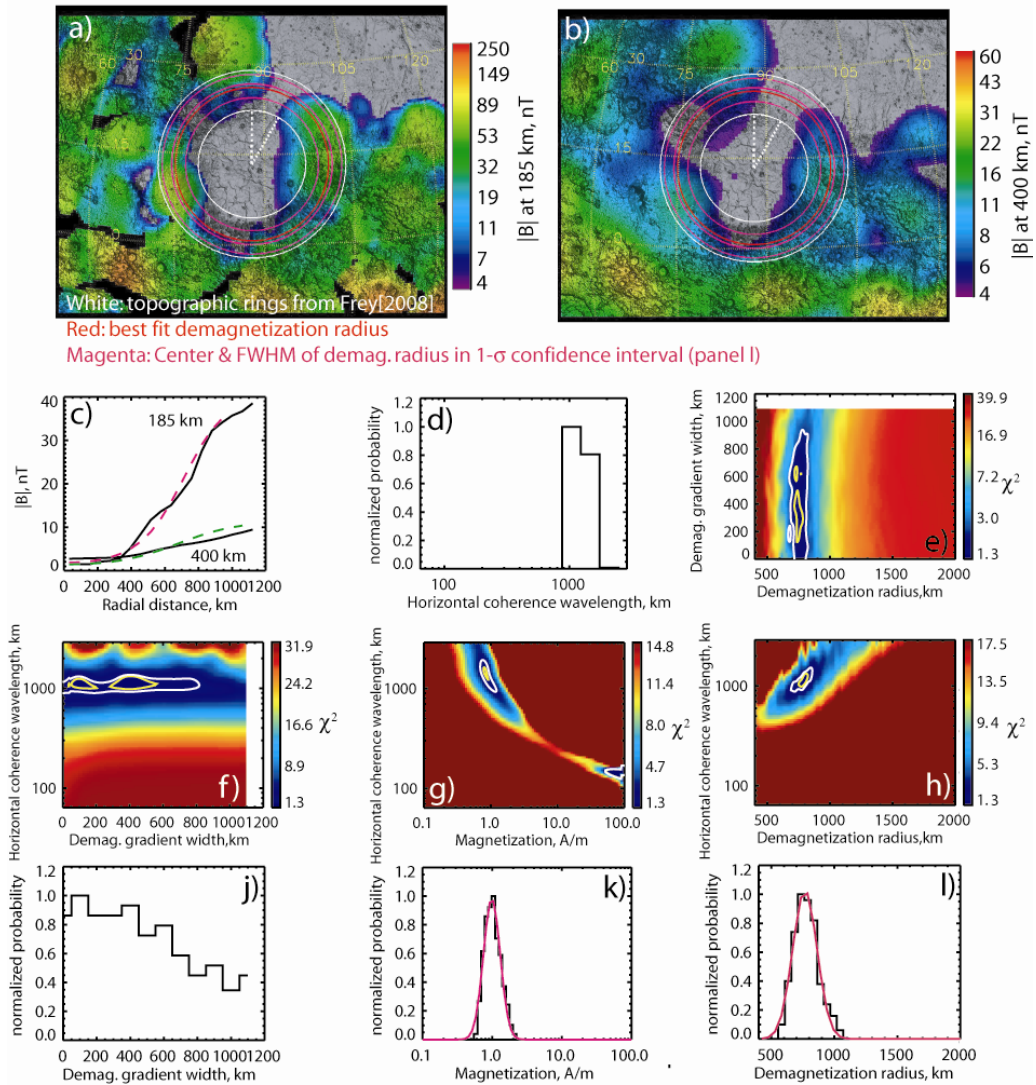 a)
30
60
75
90
105
120
15
0
250
149
89
53
32
19
11
7
4
|B| at 185 km, nT
b)
30
60
75
90
105
120
15
60
43
31
22
16
11
8
6
4
|B| at 400 km, nT
White: topographic rings from Frey[2008]
Red: best fit demagnetization radius
Magenta: Center & FWHM of demag. radius in 1-σ confidence interval (panel l)
c)
185 km
400 km
40
30
20
10
0
|B|, nT
0 200 400 600 800 1000 1200
Radial distance, km
d)
1.2
1.0
0.8
0.6
0.4
0.2
0.0
normalized probability
100 1000
Horizontal coherence wavelength, km
e)
1200
1000
800
600
400
200
0
Demag. gradient width, km
500 1000 1500 2000
Demagnetization radius,km
39.9
16.9
7.2
3.0
1.3
χ²
f)
1000
100
Horizontal coherence wavelength, km
0 200 400 600 800 1000 1200
Demag. gradient width,km
31.9
24.2
16.6
8.9
1.3
χ²
g)
1000
100
Horizontal coherence wavelength, km
0.1 1.0 10.0 100.0
Magnetization, A/m
14.8
11.4
8.0
4.7
1.3
χ²
h)
1000
100
Horizontal coherence wavelength, km
500 1000 1500 2000
Demagnetization radius,km
17.5
13.4
9.4
5.3
1.3
χ²
j)
1.2
1.0
0.8
0.6
0.4
0.2
0.0
normalized probability
0 200 400 600 800 1000 1200
Demag. gradient width, km
k)
1.2
1.0
0.8
0.6
0.4
0.2
0.0
normalized probability
0.1 1.0 10.0 100.0
Magnetization, A/m
l)
1.2
1.0
0.8
0.6
0.4
0.2
0.0
normalized probability
500 1000 1500 2000
Demagnetization radius, km